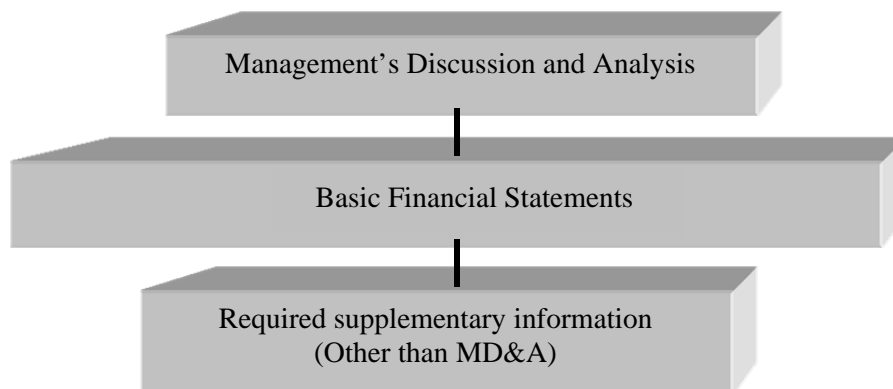 Management’s Discussion and Analysis
Basic Financial Statements
Required supplementary information
(Other than MD&A)